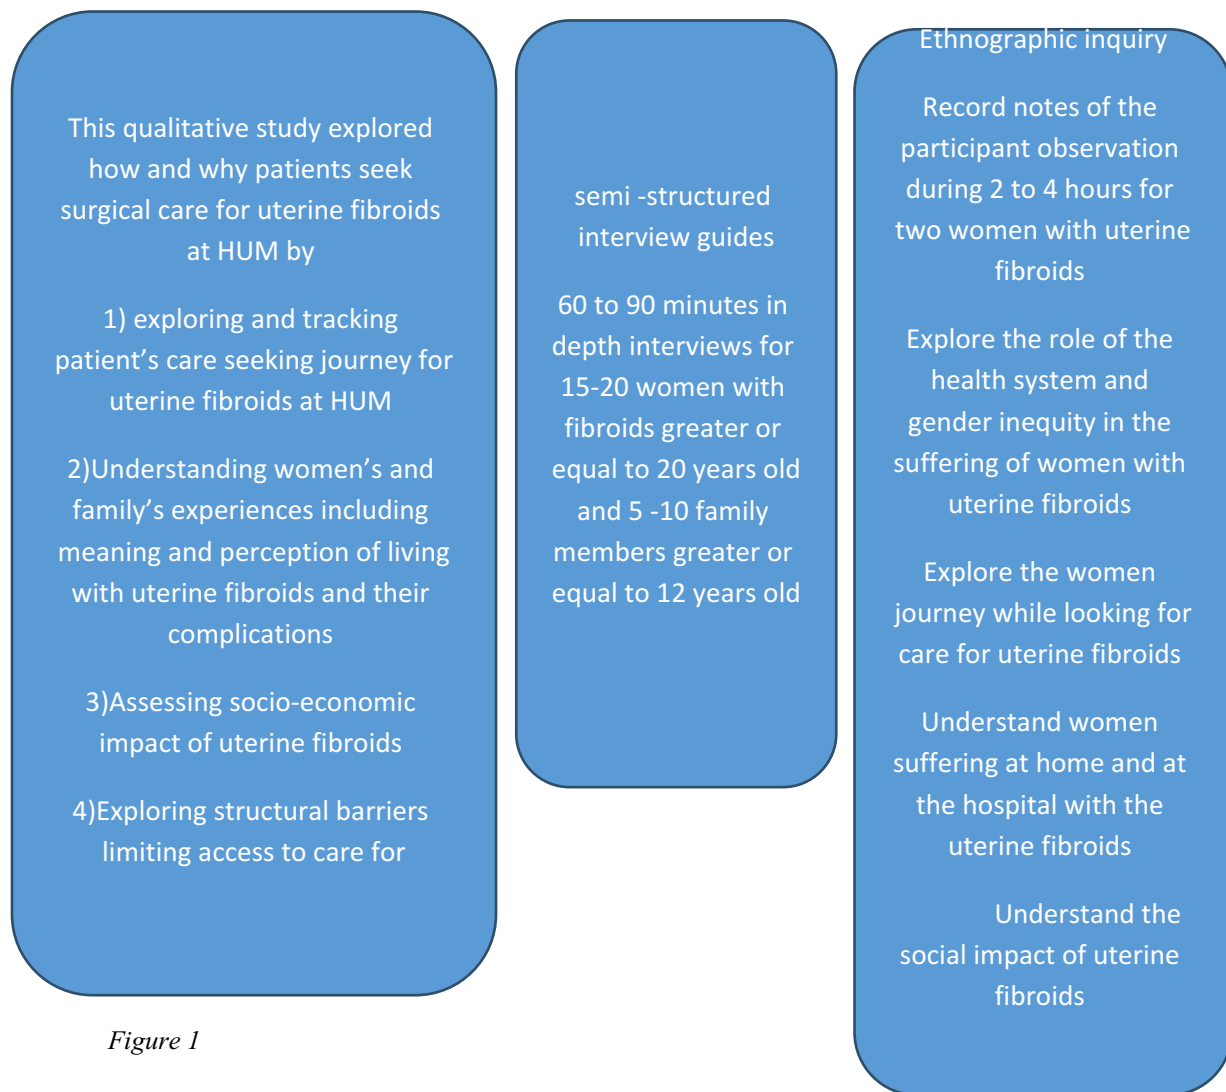 This qualitative study explored
how and why patients seek
surgical care for uterine fibroids
at HUM by
1) exploring and tracking
patient’s care seeking journey for
uterine fibroids at HUM
2)Understanding women’s and
family’s experiences including
meaning and perception of living
with uterine fibroids and their
complications
3)Assessing socio-economic
impact of uterine fibroids
4)Exploring structural barriers
limiting access to care for
semi -structured
interview guides
60 to 90 minutes in
depth interviews for
15-20 women with
fibroids greater or
equal to 20 years old
and 5 -10 family
members greater or
equal to 12 years old
Ethnographic inquiry
Record notes of the
participant observation
during 2 to 4 hours for
two women with uterine
fibroids
Explore the role of the
health system and
gender inequity in the
suffering of women with
uterine fibroids
Explore the women
journey while looking for
care for uterine fibroids
Understand women
suffering at home and at
the hospital with the
uterine fibroids
Understand the
social impact of uterine
fibroids
Figure 1